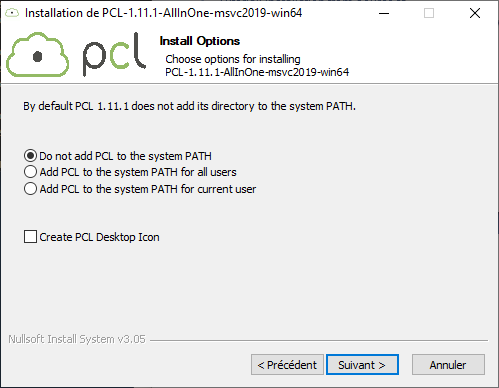 Installation de PCL-1.11.1-AllInOne-msvc2019-win64
pcl
Install Options
Choose options for installing
PCL-1.11.1-AllInOne-msvc2019-win64
By default PCL 1.11.1 does not add its directory to the system PATH.
Do not add PCL to the system PATH
Add PCL to the system PATH for all users
Add PCL to the system PATH for current user
Create PCL Desktop Icon
Nullsoft Install System v3.05
< Précédent
Suivant >
Annuler